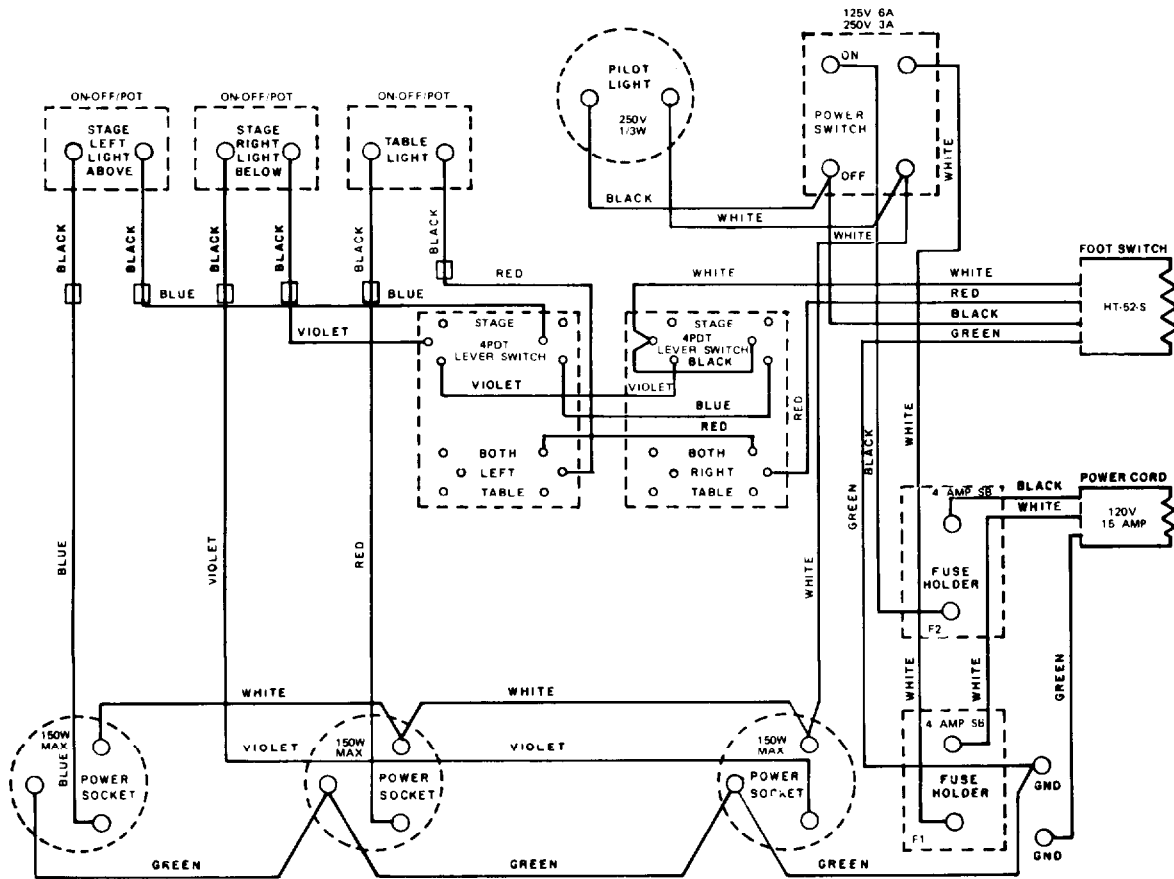 125V 6A
250V 3A
ON
PILOT
LIGHT
250V
1/3W
POWER
SWITCH
OFF
WHITE
ON-OFF/POT
ON-OFF/POT
ON-OFF/POT
STAGE
LEFT
LIGHT
ABOVE
STAGE
RIGHT
LIGHT
BELOW
TABLE
LIGHT
BLACK
WHITE
WHITE
BLACK
BLACK
BLACK
BLACK
BLACK
BLACK
FOOT SWITCH
HT-52-S
WHITE
RED
BLACK
GREEN
RED
WHITE
BLUE
BLUE
VIOLET
STAGE
4PDT
LEVER SWITCH
STAGE
4PDT
LEVER SWITCH
BLACK
VIOLET
VIOLET
BLUE
RED
RED
BOTH
LEFT
TABLE
BOTH
RIGHT
TABLE
WHITE
BLACK
GREEN
4 AMP SB
BLACK
WHITE
POWER CORD
120V
15 AMP
FUSE
HOLDER
F2
BLUE
VIOLET
RED
WHITE
WHITE
WHITE
GREEN
WHITE
WHITE
150W
MAX
150W
MAX
150W
MAX
VIOLET
VIOLET
BLUE
POWER
SOCKET
POWER
SOCKET
POWER
SOCKET
4 AMP SB
FUSE
HOLDER
F1
GND
GND
GREEN
GREEN
GREEN